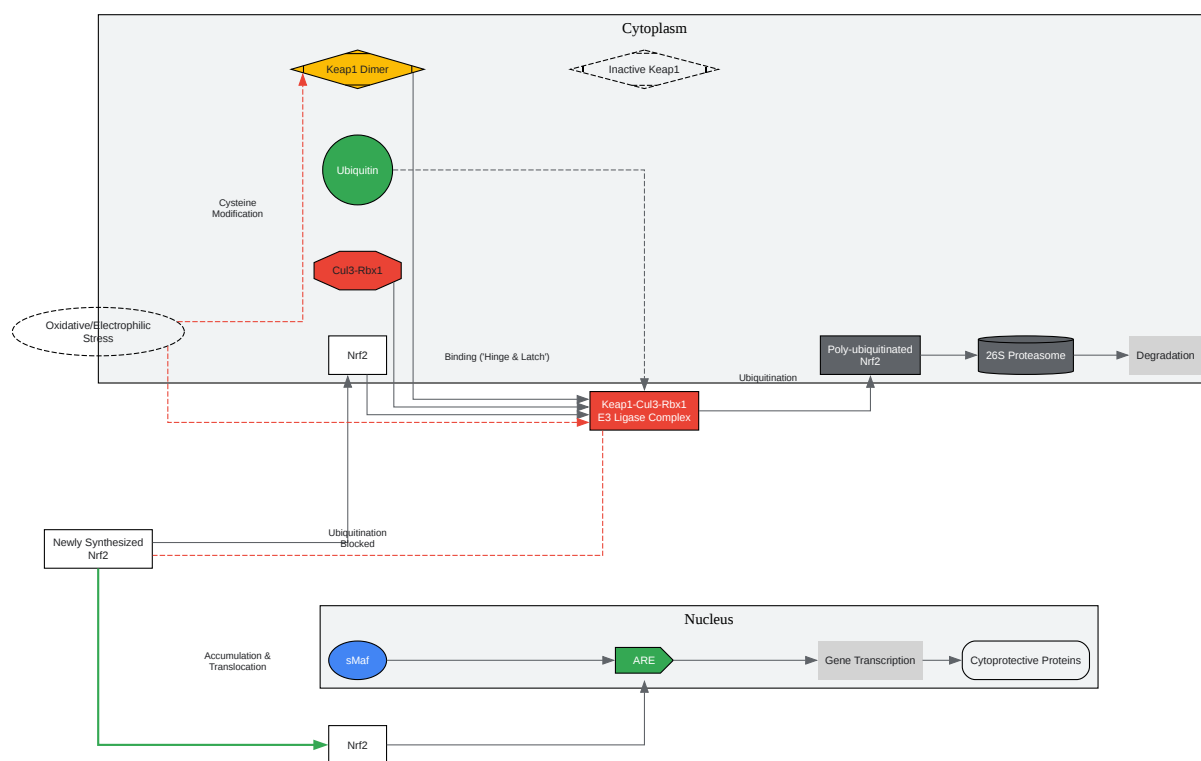 Cytoplasm
Keap1 Dimer
Inactive Keap1
Ubiquitin
Cysteine
Modification
Cul3-Rbx1
Oxidative/Electrophilic
Stress
Nrf2
Binding ('Hinge & Latch')
Poly-ubiquitinated
Nrf2
26S Proteasome
Degradation
Ubiquitination
Keap1-Cul3-Rbx1
E3 Ligase Complex
Newly Synthesized
Nrf2
Ubiquitination
Blocked
Nucleus
Accumulation &
Translocation
sMaf
ARE
Gene Transcription
Cytoprotective Proteins
Nrf2